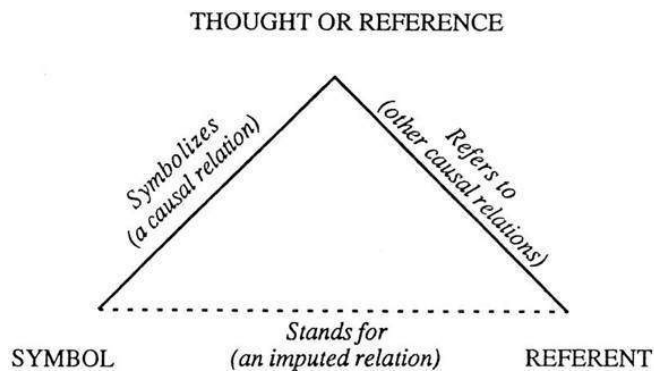 THOUGHT OR REFERENCE
Symbolizes
(a causal relation)
Refers to
(other causal relations)
Stands for
(an imputed relation)
SYMBOL
REFERENT